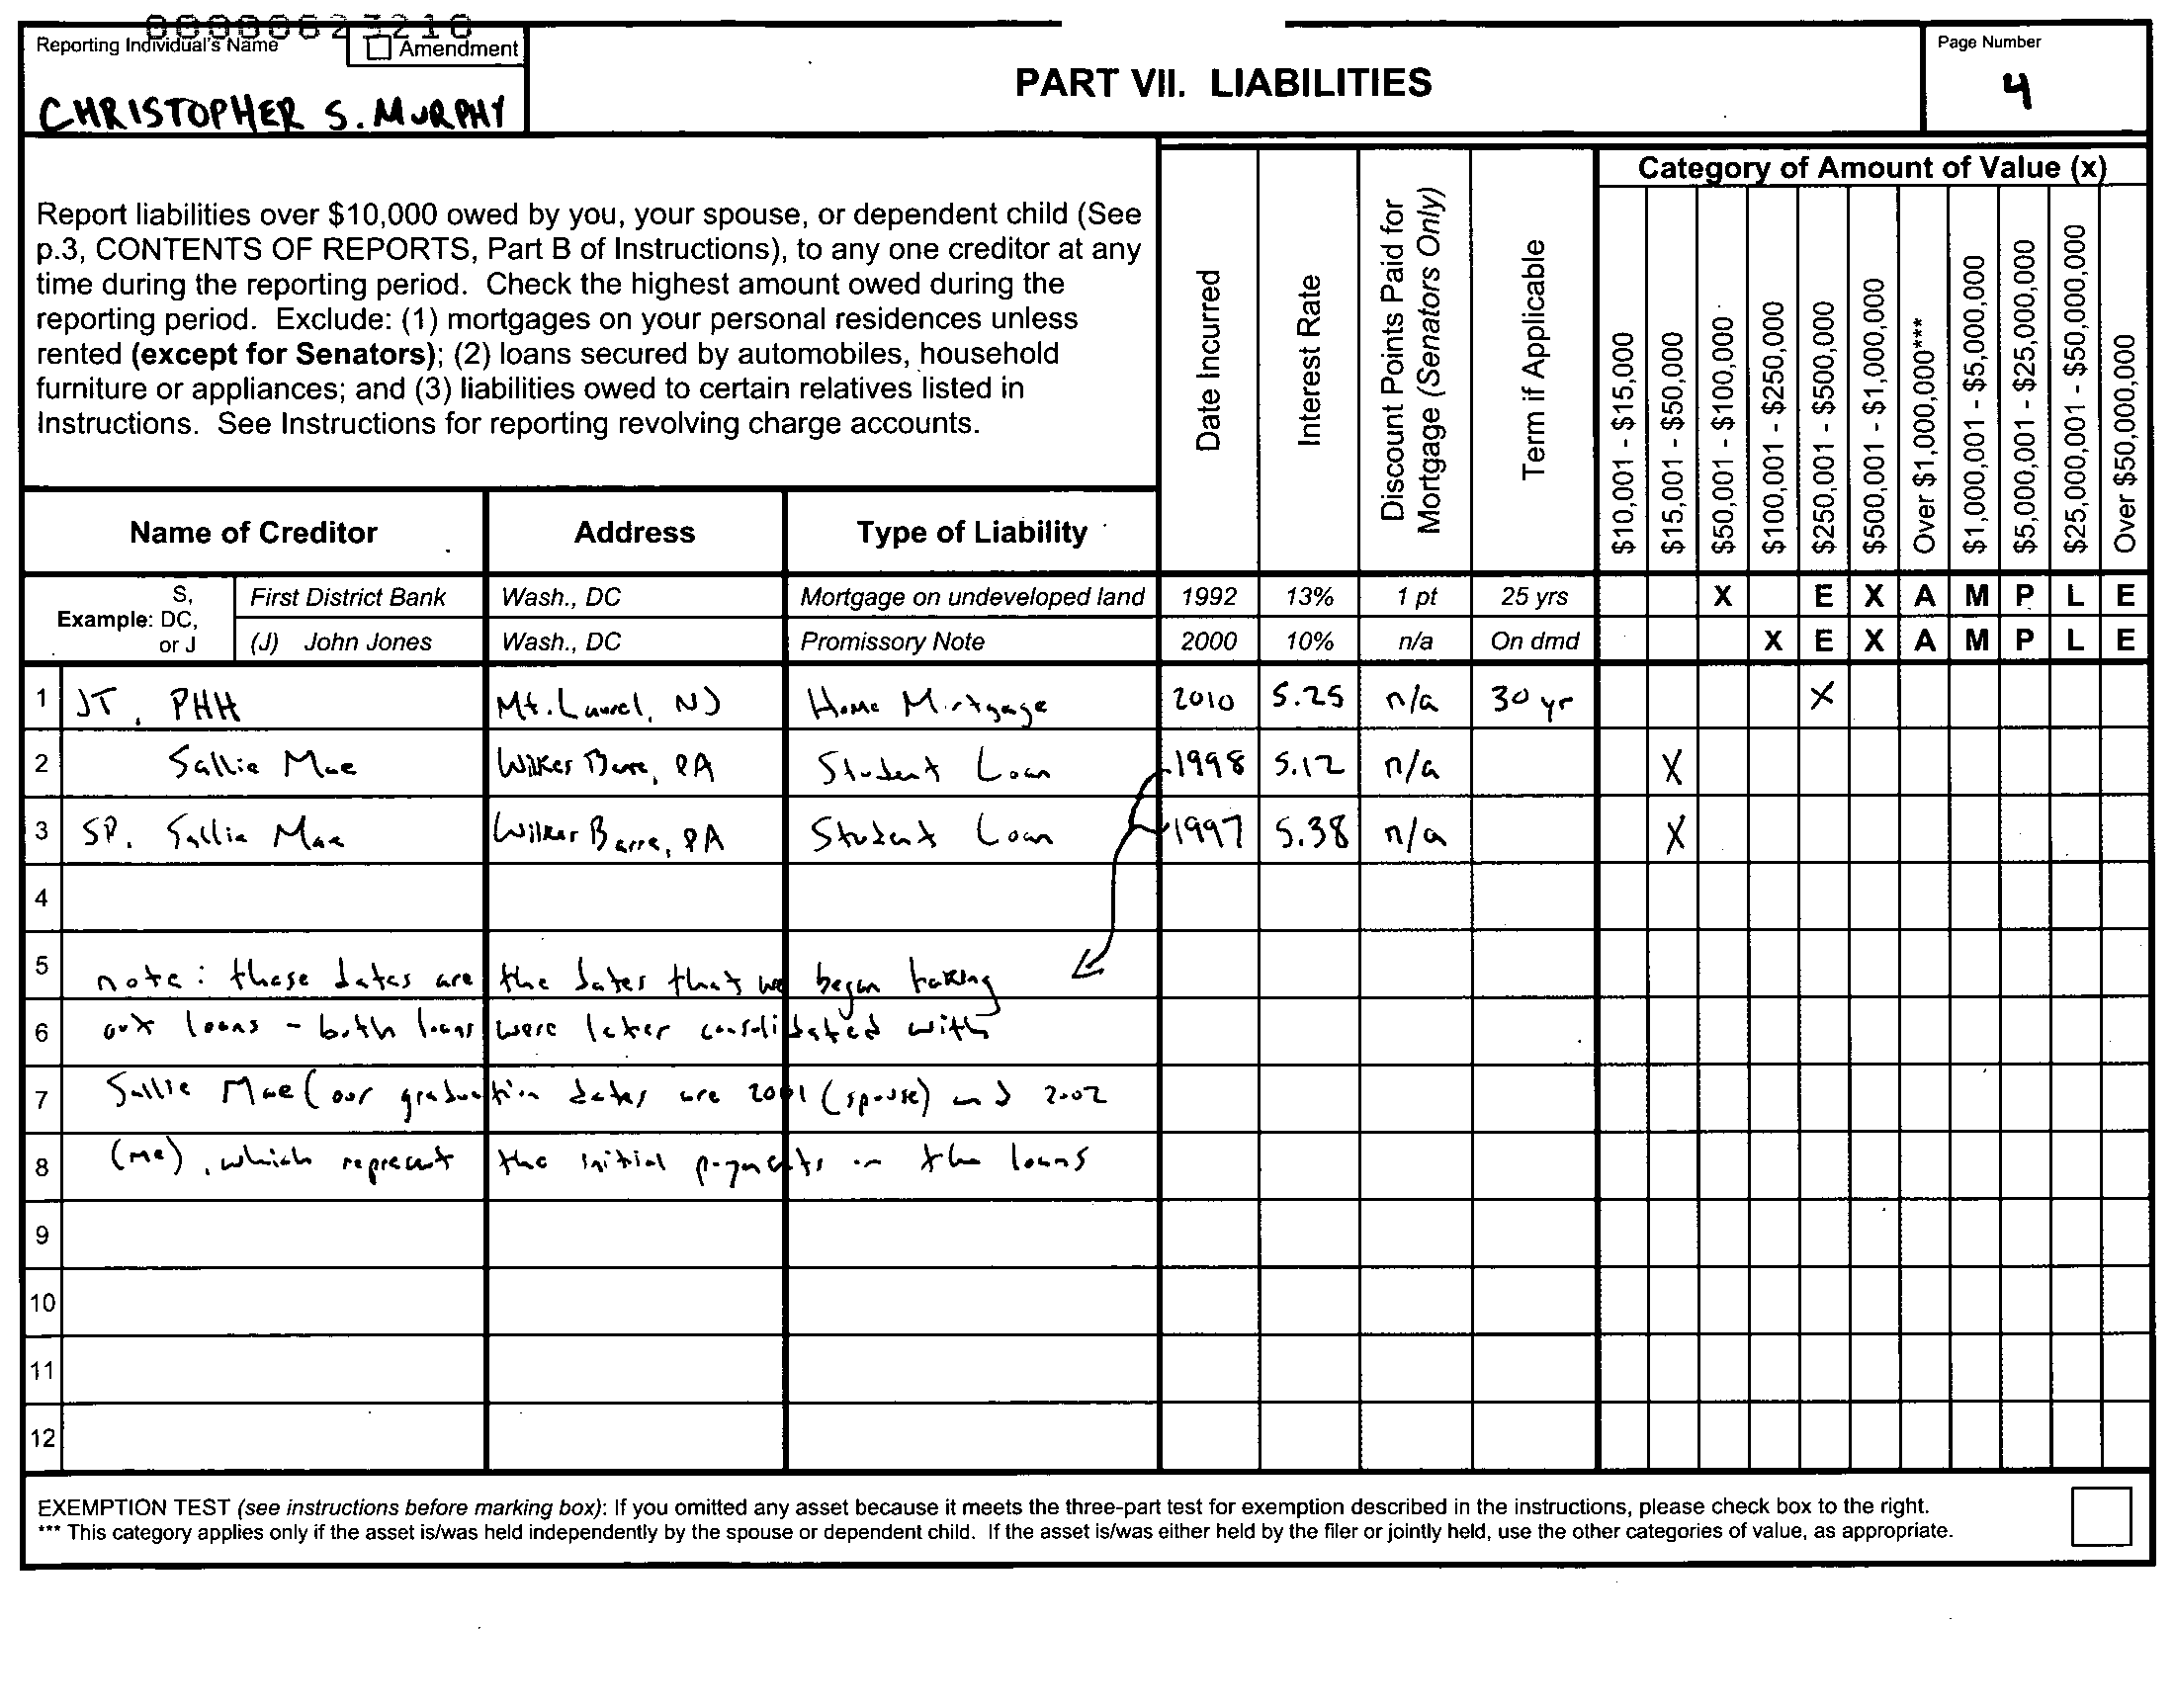 00000623216
Reporting Individual's Name
Amendment
CHRISTOPHER S. MURPHY
PART VII. LIABILITIES
Page Number
4
Report liabilities over $10,000 owed by you, your spouse, or dependent child (See
p.3, CONTENTS OF REPORTS, Part B of Instructions), to any one creditor at any
time during the reporting period. Check the highest amount owed during the
reporting period. Exclude: (1) mortgages on your personal residences unless
rented (except for Senators); (2) loans secured by automobiles, household
furniture or appliances; and (3) liabilities owed to certain relatives listed in
Instructions. See Instructions for reporting revolving charge accounts.
Date Incurred
Interest Rate
Discount Points Paid for
Mortgage (Senators Only)
Term if Applicable
Category of Amount of Value (x)
$10,001 - $15,000
$15,001 - $50,000
$50,001 - $100,000
$100,001 - $250,000
$250,001 - $500,000
$500,001 - $1,000,000
Over $1,000,000***
$1,000,001 - $5,000,000
$5,000,001 - $25,000,000
$25,000,001 - $50,000,000
Over $50,000,000
Name of Creditor Address Type of Liability
Example: S, DC, or J
First District Bank Wash., DC Mortgage on undeveloped land 1992 13% 1 pt 25 yrs X E X A M P L E
(J) John Jones Wash., DC Promissory Note 2000 10% n/a On dmd X E X A M P L E
1 JT, PHH Mt. Laurel, NJ Home Mortgage 2010 5.25 n/a 30 yr X
2 Sallie Mae Wilkes Barre, PA Student Loan 1998 5.12 n/a X
3 SP, Sallie Mae Wilkes Barre, PA Student Loan 1997 5.38 n/a X
4
5 note: these dates are the dates that we began taking
6 out loans - both loans were later consolidated with
7 Sallie Mae (our graduation dates are 2001 (spouse) and 2002
8 (me), which represent the initial payments on the loans
9
10
11
12
EXEMPTION TEST (see instructions before marking box): If you omitted any asset because it meets the three-part test for exemption described in the instructions, please check box to the right.
*** This category applies only if the asset is/was held independently by the spouse or dependent child. If the asset is/was either held by the filer or jointly held, use the other categories of value, as appropriate.